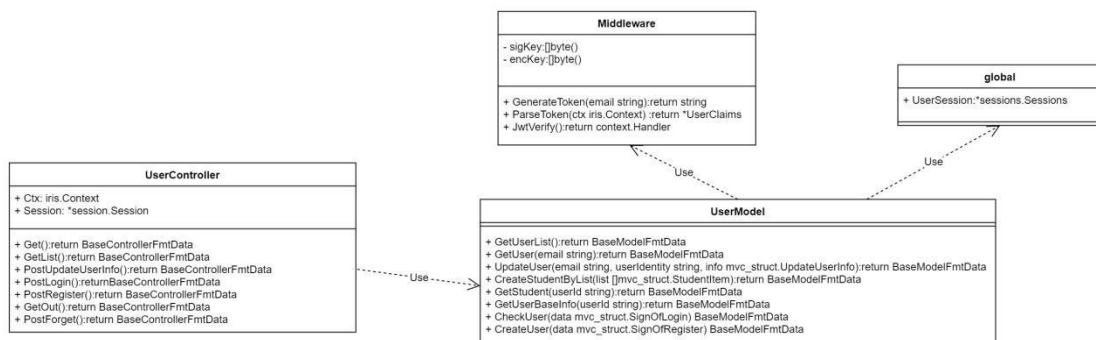 Middleware
- sigKey:[]byte()
- encKey:[]byte()
+ GenerateToken(email string):return string
+ ParseToken(ctx iris.Context) :return *UserClaims
+ JwtVerify():return context.Handler
global
+ UserSession:*sessions.Sessions
Use
Use
UserController
+ Ctx: iris.Context
+ Session: *session.Session
+ Get():return BaseControllerFmtData
+ GetList():return BaseControllerFmtData
+ PostUpdateUserInfo():return BaseControllerFmtData
+ PostLogin():returnBaseControllerFmtData
+ PostRegister():return BaseControllerFmtData
+ GetOut():return BaseControllerFmtData
+ PostForget():return BaseControllerFmtData
Use
UserModel
+ GetUserList():return BaseModelFmtData
+ GetUser(email string):return BaseModelFmtData
+ UpdateUser(email string, userIdentity string, info mvc_struct.UpdateUserInfo):return BaseModelFmtData
+ CreateStudentByList(list []mvc_struct.StudentItem):return BaseModelFmtData
+ GetStudent(userId string):return BaseModelFmtData
+ GetUserBaseInfo(userId string):return BaseModelFmtData
+ CheckUser(data mvc_struct.SignOfLogin) BaseModelFmtData
+ CreateUser(data mvc_struct.SignOfRegister) BaseModelFmtData